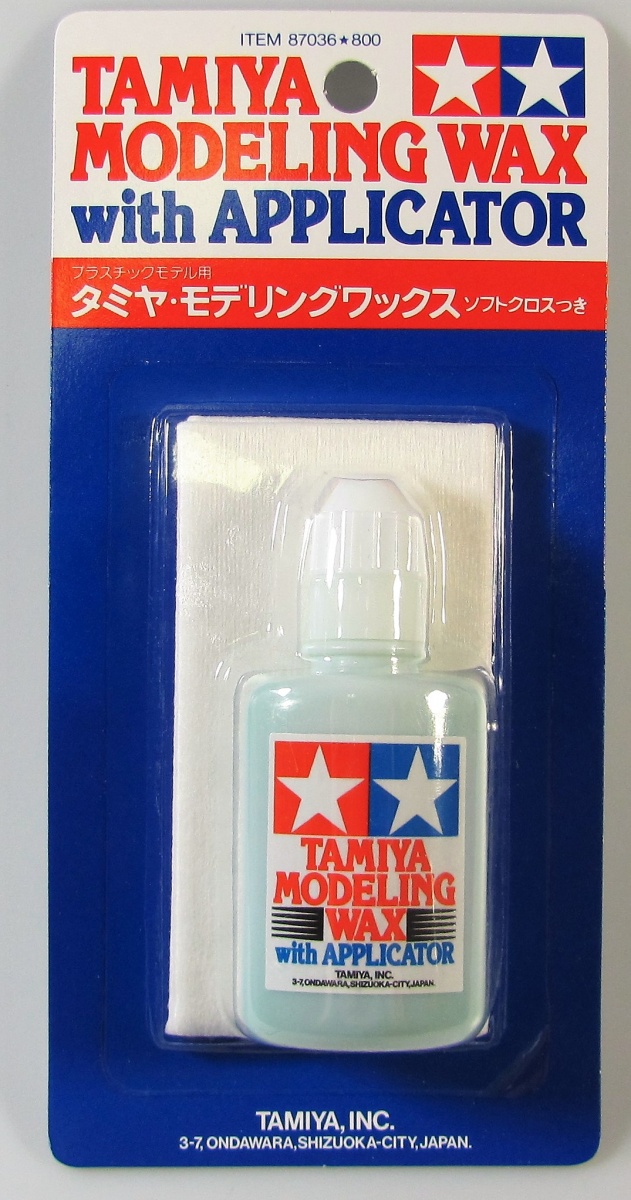 ITEM 87036★800
TAMIYA
MODELING WAX
with APPLICATOR
プラスチックモデル用
タミヤ・モデリングワックス ソフトクロスつき
TAMIYA
MODELING
WAX
with APPLICATOR
TAMIYA, INC.
3-7, ONDAWARA, SHIZUOKA-CITY, JAPAN.
TAMIYA, INC.
3-7, ONDAWARA, SHIZUOKA-CITY, JAPAN.